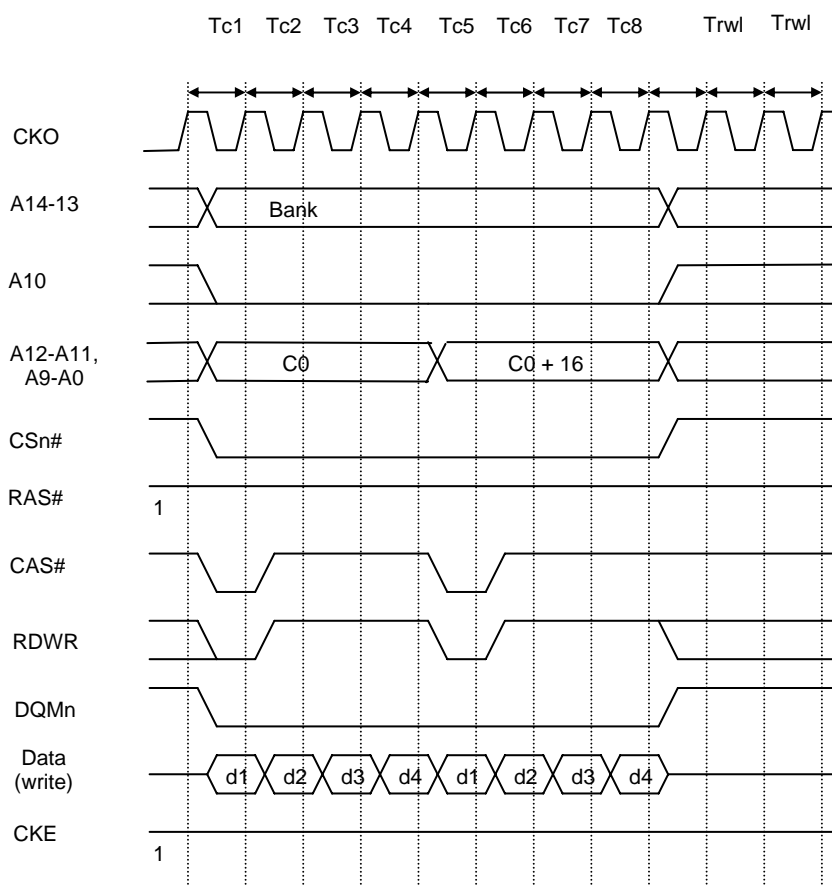 Tc1 Tc2 Tc3 Tc4 Tc5 Tc6 Tc7 Tc8 Trwl Trwl
CKO
A14-13
Bank
A10
A12-A11,
A9-A0
C0
C0 + 16
CSn#
RAS#
1
CAS#
RDWR
DQMn
Data
(write)
d1 d2 d3 d4 d1 d2 d3 d4
CKE
1